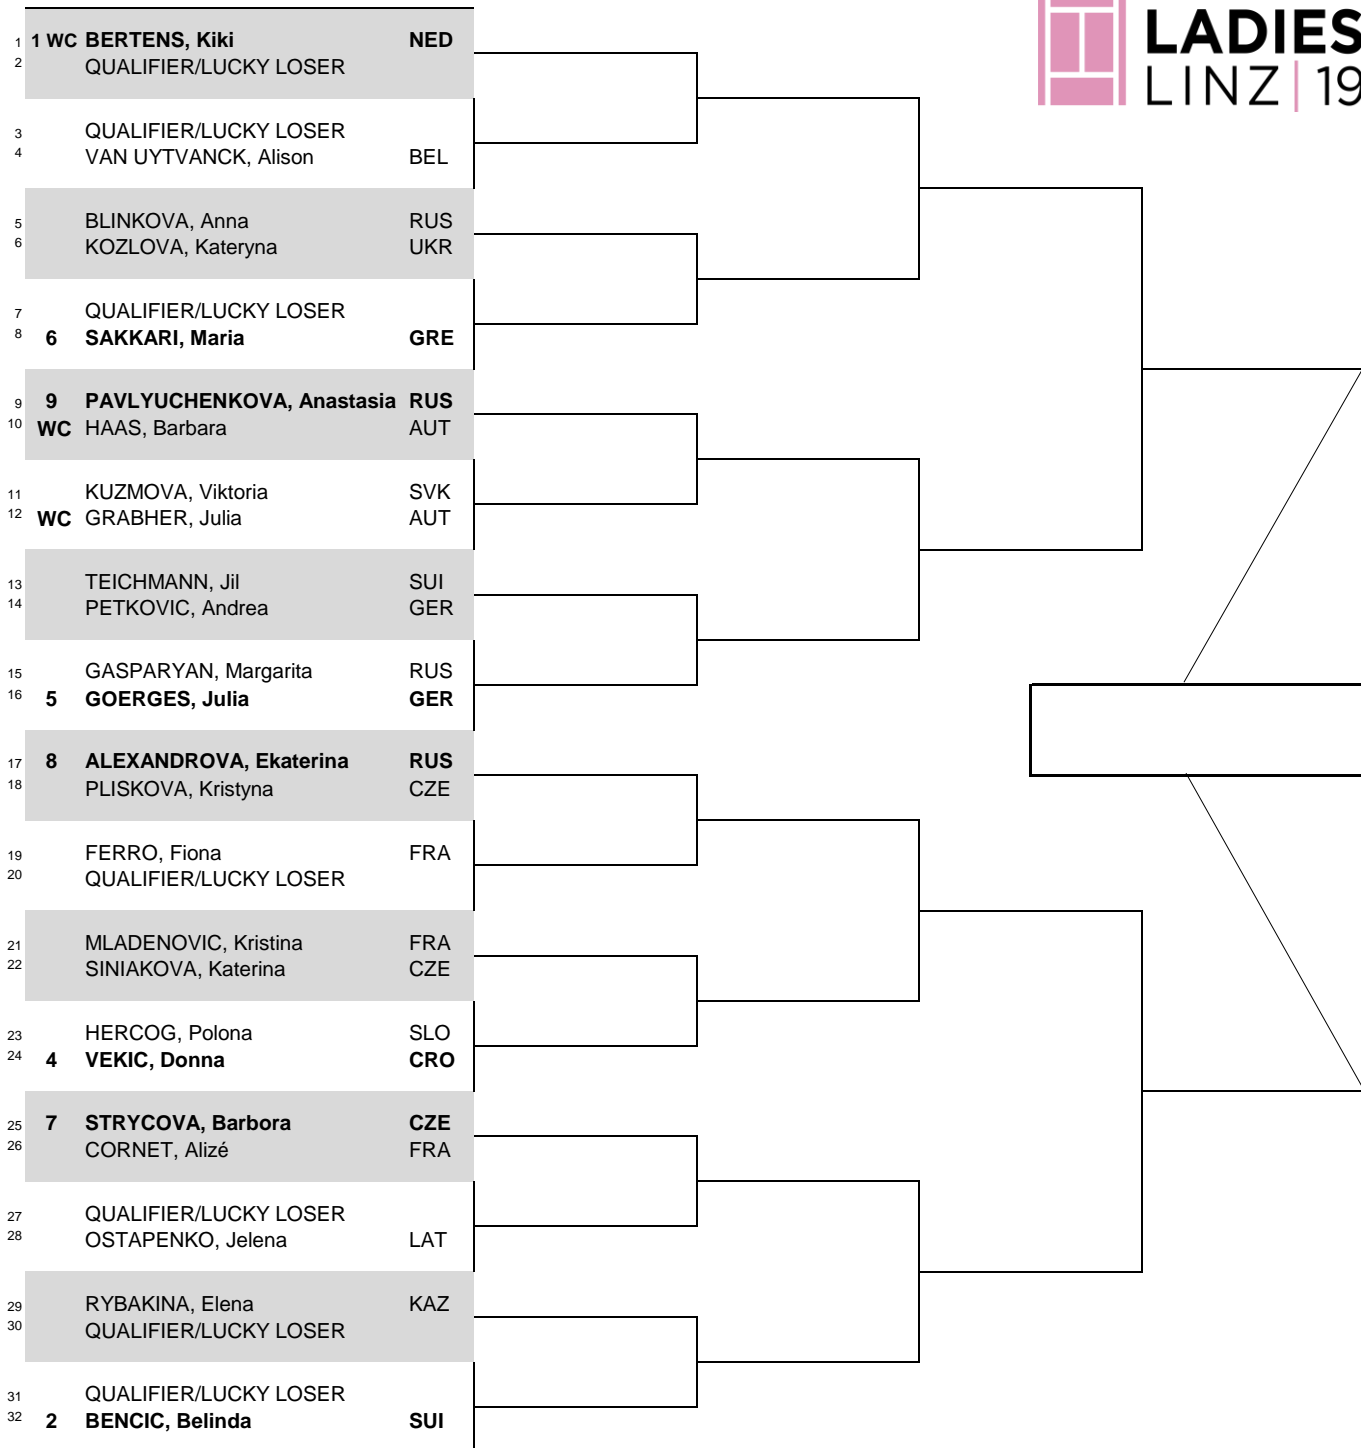 LADIES
LINZ | 19
1 1 WC BERTENS, Kiki NED
2 QUALIFIER/LUCKY LOSER
3 QUALIFIER/LUCKY LOSER
4 VAN UYTVANCK, Alison BEL
5 BLINKOVA, Anna RUS
6 KOZLOVA, Kateryna UKR
7 QUALIFIER/LUCKY LOSER
8 6 SAKKARI, Maria GRE
9 9 PAVLYUCHENKOVA, Anastasia RUS
10 WC HAAS, Barbara AUT
11 KUZMOVA, Viktoria SVK
12 WC GRABHER, Julia AUT
13 TEICHMANN, Jil SUI
14 PETKOVIC, Andrea GER
15 GASPARYAN, Margarita RUS
16 5 GOERGES, Julia GER
17 8 ALEXANDROVA, Ekaterina RUS
18 PLISKOVA, Kristyna CZE
19 FERRO, Fiona FRA
20 QUALIFIER/LUCKY LOSER
21 MLADENOVIC, Kristina FRA
22 SINIAKOVA, Katerina CZE
23 HERCOG, Polona SLO
24 4 VEKIC, Donna CRO
25 7 STRYCOVA, Barbora CZE
26 CORNET, Alizé FRA
27 QUALIFIER/LUCKY LOSER
28 OSTAPENKO, Jelena LAT
29 RYBAKINA, Elena KAZ
30 QUALIFIER/LUCKY LOSER
31 QUALIFIER/LUCKY LOSER
32 2 BENCIC, Belinda SUI